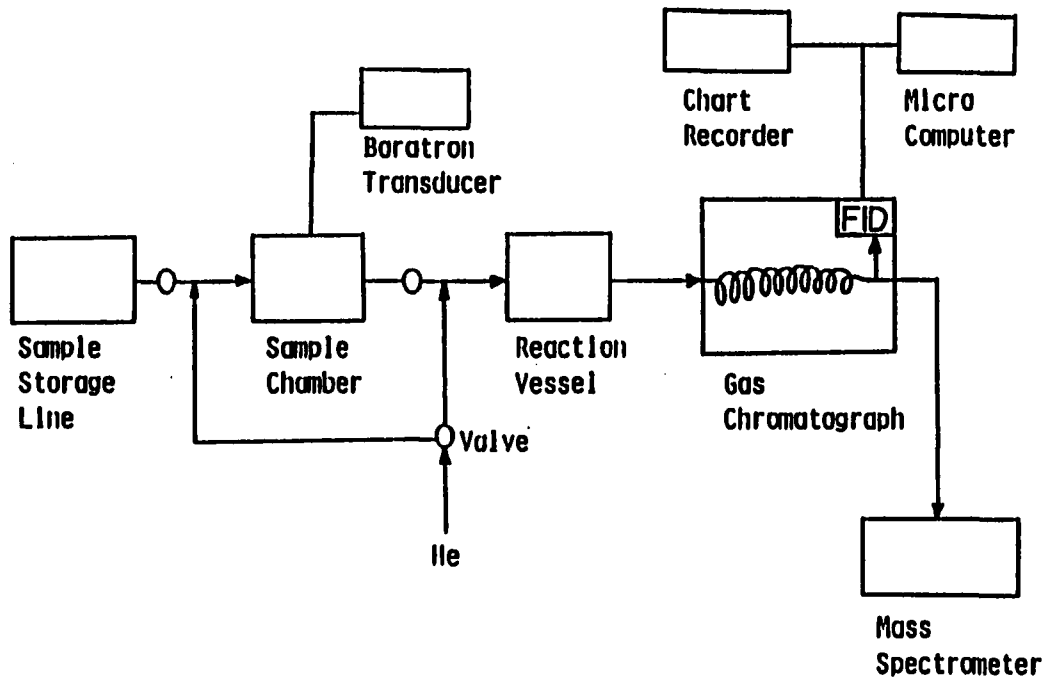 Chart
Recorder
Micro
Computer
Baratron
Transducer
FID
Sample
Storage
Line
Sample
Chamber
Reaction
Vessel
Gas
Chromatograph
Valve
He
Mass
Spectrometer